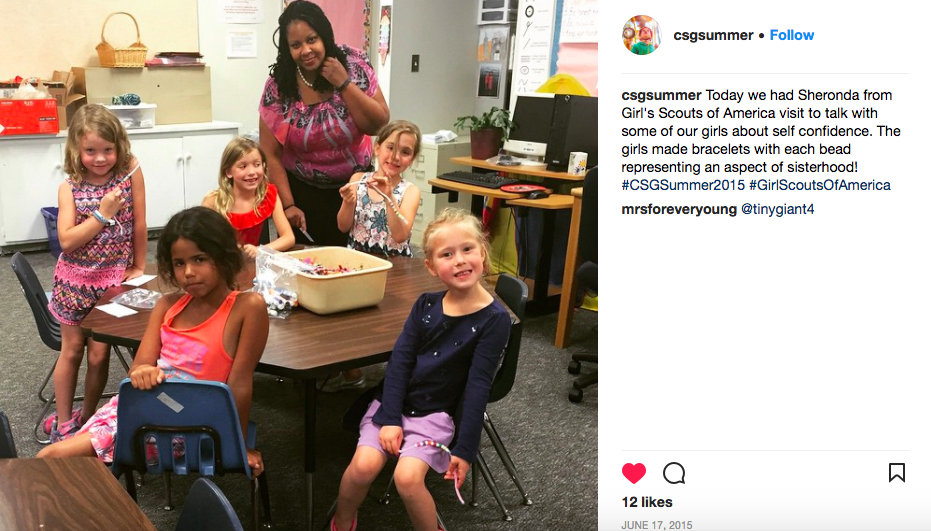 csgsummer • Follow
csgsummer Today we had Sheronda from
Girl's Scouts of America visit to talk with
some of our girls about self confidence. The
girls made bracelets with each bead
representing an aspect of sisterhood!
#CSGSummer2015 #GirlScoutsOfAmerica
mrsforeveryoung @tinygiant4
12 likes
JUNE 17, 2015